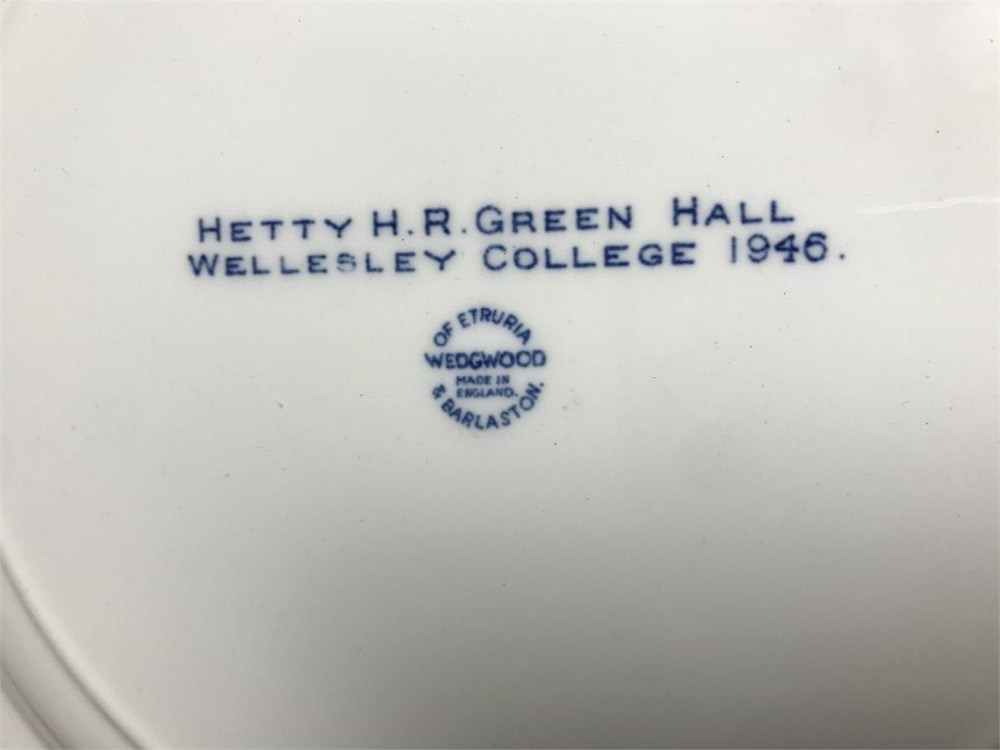 HETTY H.R. GREEN HALL
WELLESLEY COLLEGE 1946.
OF ETRURIA
WEDGWOOD
MADE IN
ENGLAND.
& BARLASTON.